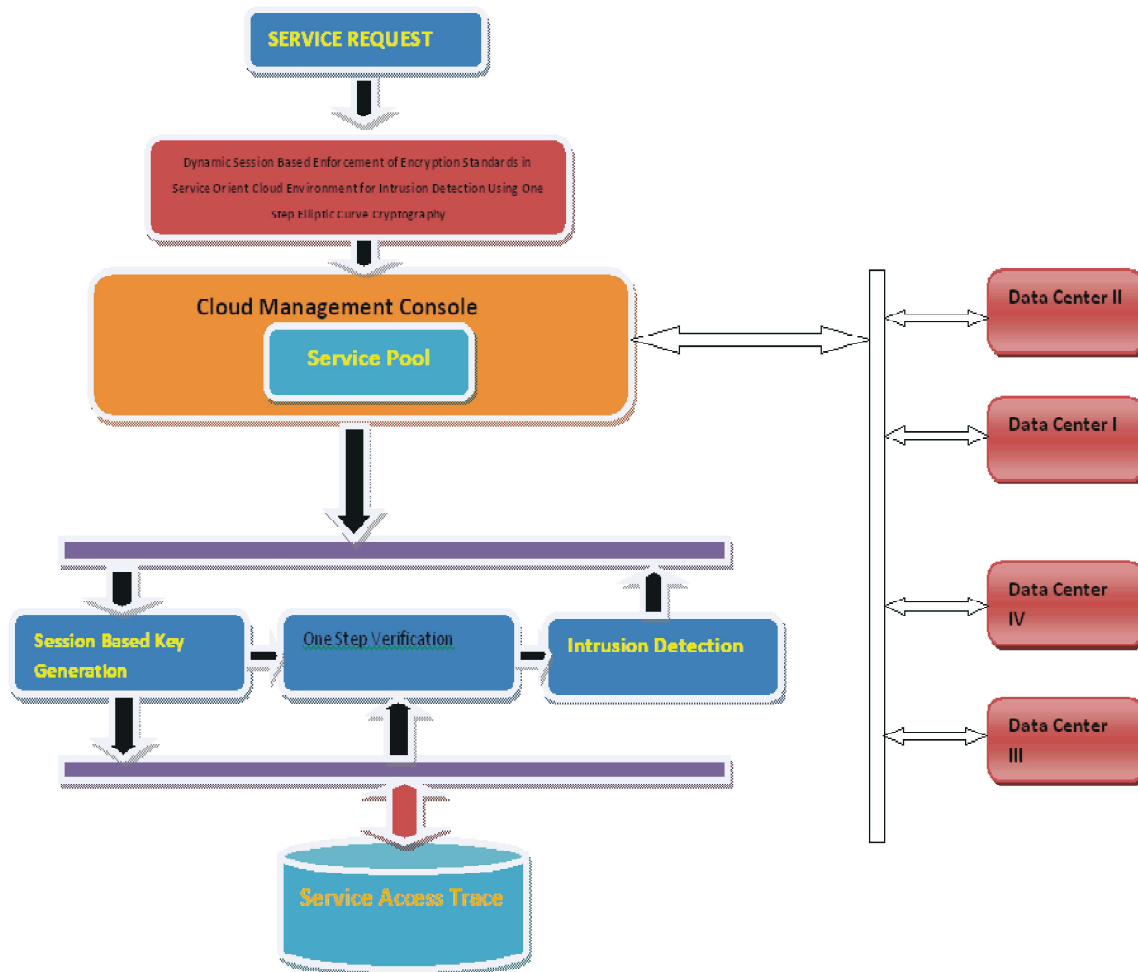 SERVICE REQUEST
Dynamic Session Based Enforcement of Encryption Standards in
Service Orient Cloud Environment for Intrusion Detection Using One
Step Elliptic Curve Cryptography
Cloud Management Console
Service Pool
Data Center II
Data Center I
Session Based Key
Generation
One Step Verification
Intrusion Detection
Data Center
IV
Data Center
III
Service Access Trace